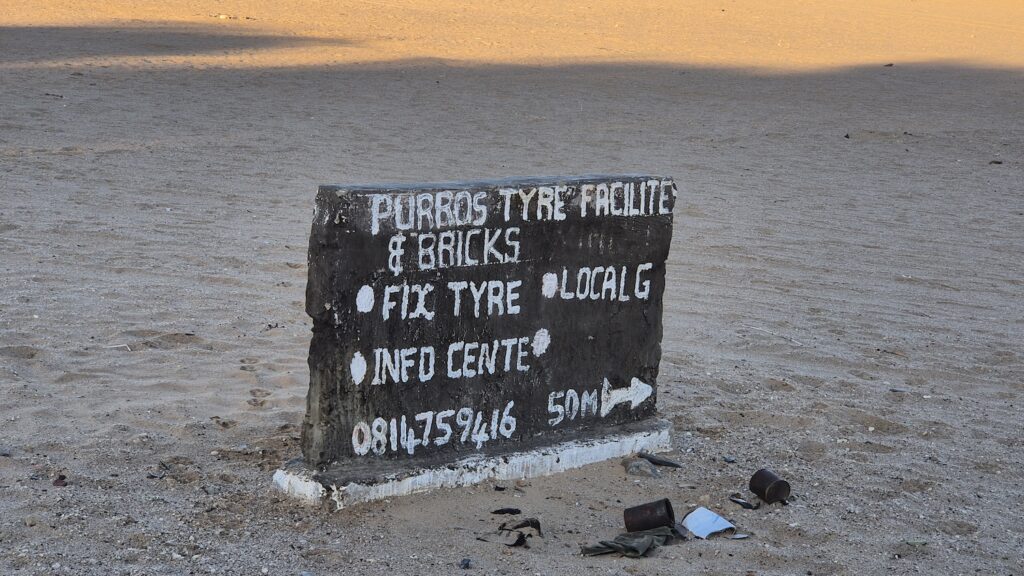 PURROS TYRE FACILITE
& BRICKS
FIX TYRE LOCAL G
INFO CENTE
0814759416 50M